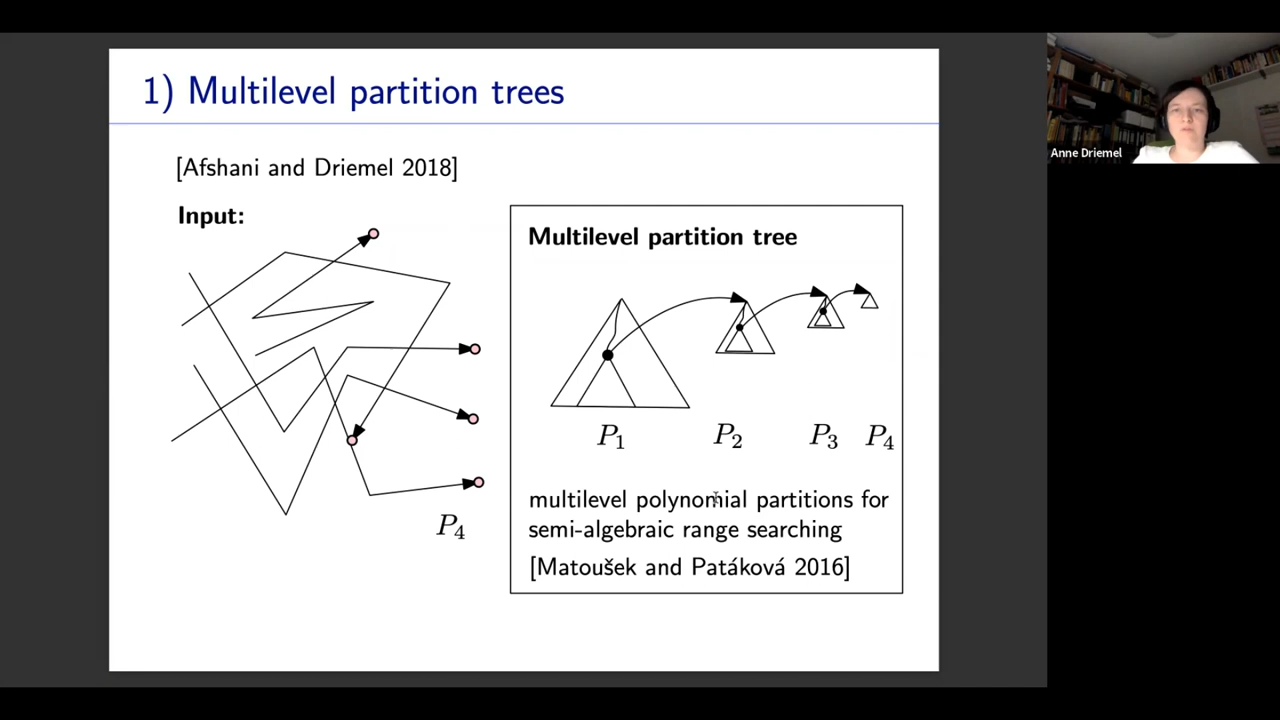 1) Multilevel partition trees
[Afshani and Driemel 2018]
Input:
P4
Multilevel partition tree
P1 P2 P3 P4
multilevel polynomial partitions for
semi-algebraic range searching
[Matoušek and Patáková 2016]
Anne Driemel